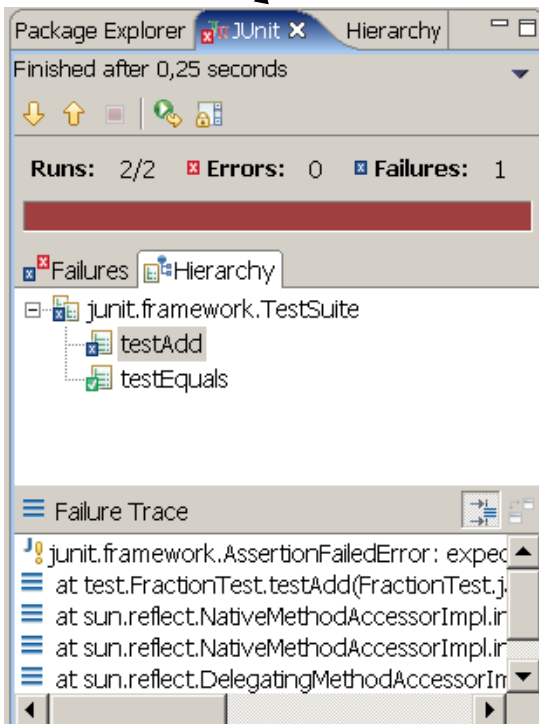 Package Explorer JUnit Hierarchy
Finished after 0,25 seconds
Runs: 2/2 Errors: 0 Failures: 1
Failures Hierarchy
junit.framework.TestSuite
testAdd
testEquals
Failure Trace
junit.framework.AssertionFailedError: expec
at test.FractionTest.testAdd(FractionTest.j
at sun.reflect.NativeMethodAccessorImpl.in
at sun.reflect.NativeMethodAccessorImpl.in
at sun.reflect.DelegatingMethodAccessorIm